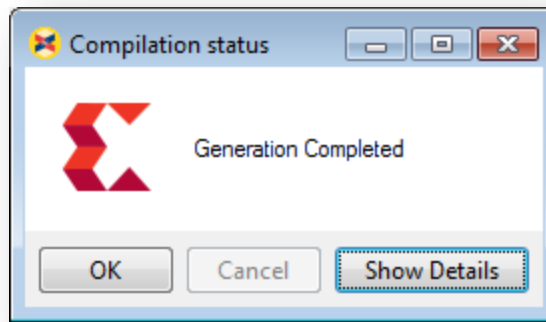 Compilation status
Generation Completed
OK
Cancel
Show Details